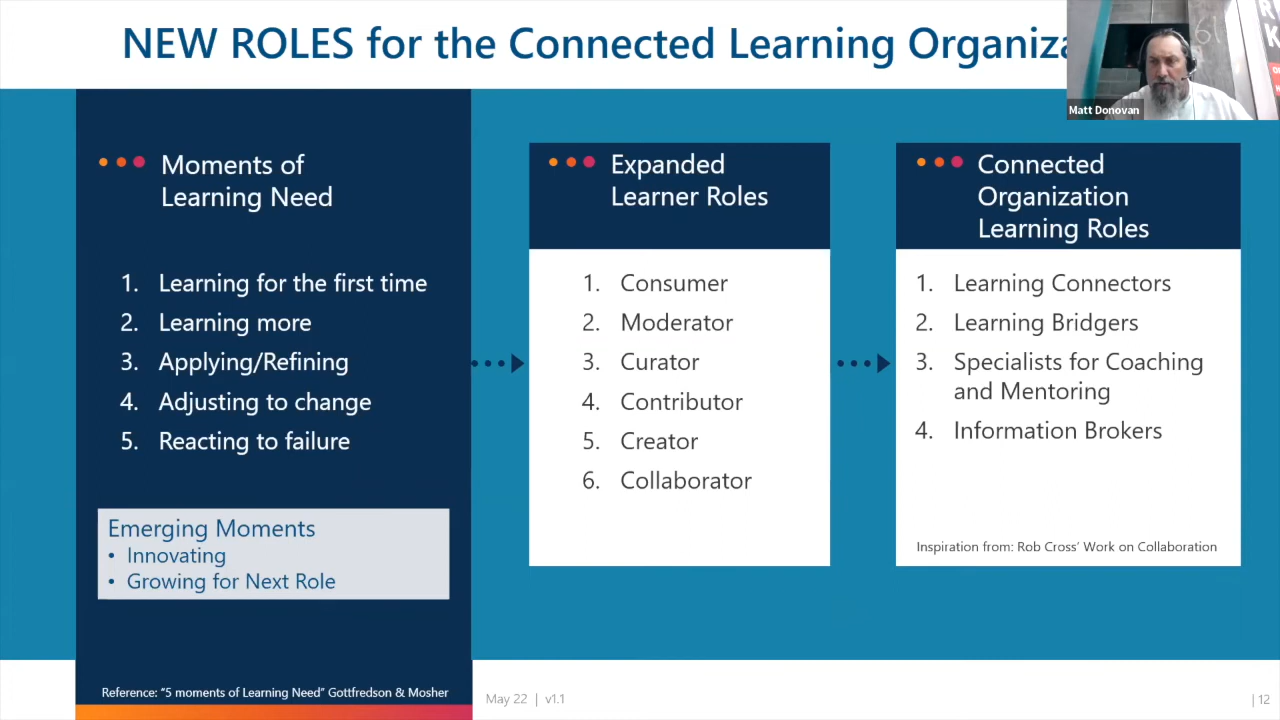 NEW ROLES for the Connected Learning Organiza
Matt Donovan
Moments of
Learning Need
1. Learning for the first time
2. Learning more
3. Applying/Refining
4. Adjusting to change
5. Reacting to failure
Emerging Moments
• Innovating
• Growing for Next Role
Reference: “5 moments of Learning Need” Gottfredson & Mosher
Expanded
Learner Roles
1. Consumer
2. Moderator
3. Curator
4. Contributor
5. Creator
6. Collaborator
Connected
Organization
Learning Roles
1. Learning Connectors
2. Learning Bridgers
3. Specialists for Coaching
and Mentoring
4. Information Brokers
Inspiration from: Rob Cross’ Work on Collaboration
May 22 | v1.1
| 12